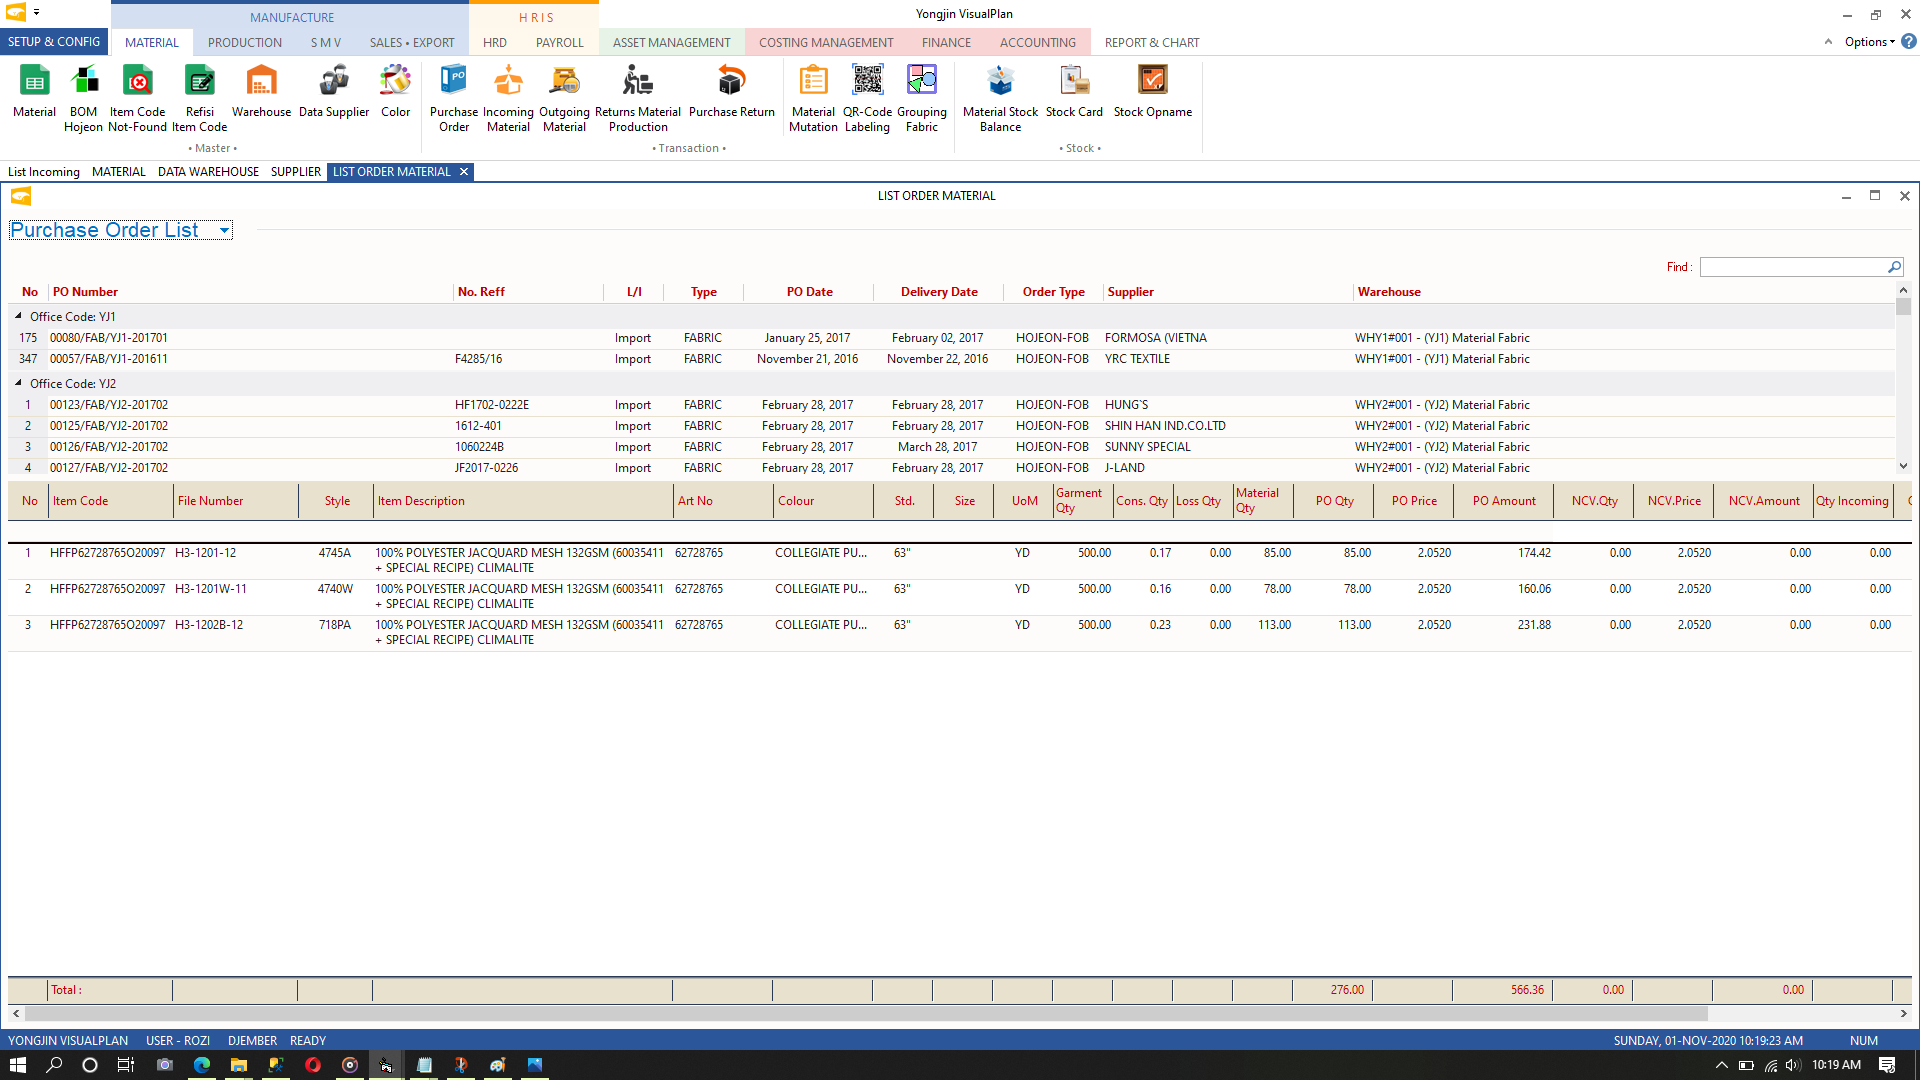 Yongjin VisualPlan
MANUFACTURE
H R I S
SETUP & CONFIG
MATERIAL
PRODUCTION
S M V
SALES • EXPORT
HRD
PAYROLL
ASSET MANAGEMENT
COSTING MANAGEMENT
FINANCE
ACCOUNTING
REPORT & CHART
Options
Material
BOM Hojeon
Item Code Not-Found
Refisi Item Code
Warehouse
Data Supplier
Color
Purchase Order
Incoming Material
Outgoing Material
Returns Material Production
Purchase Return
Material Mutation
QR-Code Labeling
Grouping Fabric
Material Stock Balance
Stock Card
Stock Opname
• Master •
• Transaction •
• Stock •
List Incoming MATERIAL DATA WAREHOUSE SUPPLIER LIST ORDER MATERIAL
LIST ORDER MATERIAL
Purchase Order List
Find :
No PO Number No. Reff L/I Type PO Date Delivery Date Order Type Supplier Warehouse
Office Code: YJ1
175 00080/FAB/YJ1-201701 Import FABRIC January 25, 2017 February 02, 2017 HOJEON-FOB FORMOSA (VIETNA WHY1#001 - (YJ1) Material Fabric
347 00057/FAB/YJ1-201611 F4285/16 Import FABRIC November 21, 2016 November 22, 2016 HOJEON-FOB YRC TEXTILE WHY1#001 - (YJ1) Material Fabric
Office Code: YJ2
1 00123/FAB/YJ2-201702 HF1702-0222E Import FABRIC February 28, 2017 February 28, 2017 HOJEON-FOB HUNG`S WHY2#001 - (YJ2) Material Fabric
2 00125/FAB/YJ2-201702 1612-401 Import FABRIC February 28, 2017 February 28, 2017 HOJEON-FOB SHIN HAN IND.CO.LTD WHY2#001 - (YJ2) Material Fabric
3 00126/FAB/YJ2-201702 1060224B Import FABRIC February 28, 2017 March 28, 2017 HOJEON-FOB SUNNY SPECIAL WHY2#001 - (YJ2) Material Fabric
4 00127/FAB/YJ2-201702 JF2017-0226 Import FABRIC February 28, 2017 February 28, 2017 HOJEON-FOB J-LAND WHY2#001 - (YJ2) Material Fabric
No Item Code File Number Style Item Description Art No Colour Std. Size UoM Garment Qty Cons. Qty Loss Qty Material Qty PO Qty PO Price PO Amount NCV.Qty NCV.Price NCV.Amount Qty Incoming
1 HFFP62728765O20097 H3-1201-12 4745A 100% POLYESTER JACQUARD MESH 132GSM (60035411 62728765 COLLEGIATE PU... 63" YD 500.00 0.17 0.00 85.00 85.00 2.0520 174.42 0.00 2.0520 0.00 0.00
+ SPECIAL RECIPE) CLIMALITE
2 HFFP62728765O20097 H3-1201W-11 4740W 100% POLYESTER JACQUARD MESH 132GSM (60035411 62728765 COLLEGIATE PU... 63" YD 500.00 0.16 0.00 78.00 78.00 2.0520 160.06 0.00 2.0520 0.00 0.00
+ SPECIAL RECIPE) CLIMALITE
3 HFFP62728765O20097 H3-1202B-12 718PA 100% POLYESTER JACQUARD MESH 132GSM (60035411 62728765 COLLEGIATE PU... 63" YD 500.00 0.23 0.00 113.00 113.00 2.0520 231.88 0.00 2.0520 0.00 0.00
+ SPECIAL RECIPE) CLIMALITE
Total : 276.00 566.36 0.00 0.00
YONGJIN VISUALPLAN USER - ROZI DJEMBER READY SUNDAY, 01-NOV-2020 10:19:23 AM NUM
10:19 AM